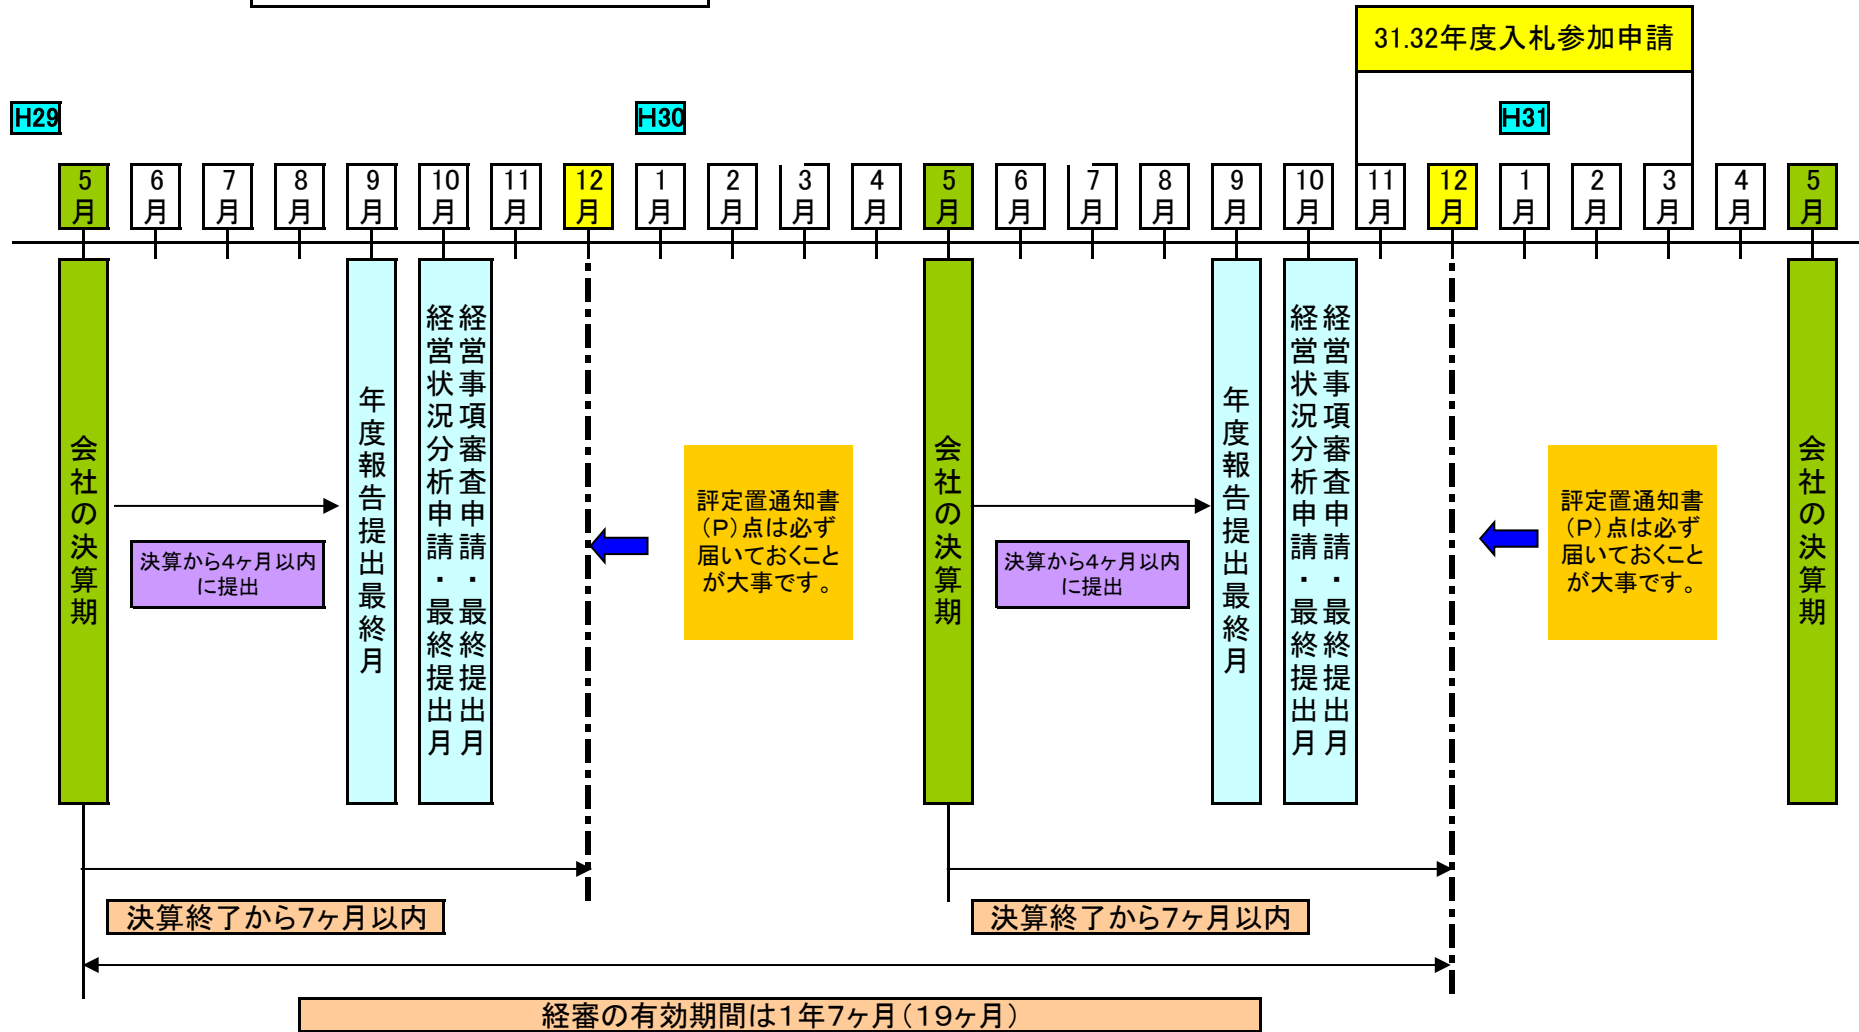 31.32年度入札参加申請
H29
H30
H31
5月
6月
7月
8月
9月
10月
11月
12月
1月
2月
3月
4月
5月
6月
7月
8月
9月
10月
11月
12月
1月
2月
3月
4月
5月
会社の決算期
決算から4ヶ月以内
に提出
年度報告提出最終月
経営事項審査申請・最終提出月
経営状況分析申請・最終提出月
評定置通知書
（P）点は必ず
届いておくこと
が大事です。
会社の決算期
決算から4ヶ月以内
に提出
年度報告提出最終月
経営事項審査申請・最終提出月
経営状況分析申請・最終提出月
評定置通知書
（P）点は必ず
届いておくこと
が大事です。
会社の決算期
決算終了から7ヶ月以内
決算終了から7ヶ月以内
経審の有効期間は1年7ヶ月（19ヶ月）